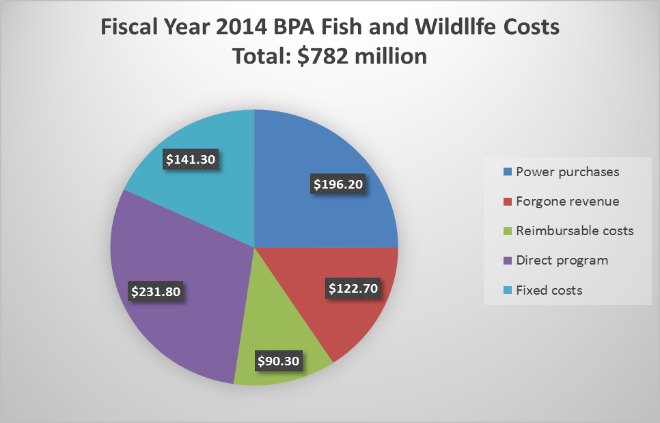 Fiscal Year 2014 BPA Fish and Wildllfe Costs
Total: $782 million
$141.30
$196.20
$231.80
$122.70
$90.30
Power purchases
Forgone revenue
Reimbursable costs
Direct program
Fixed costs